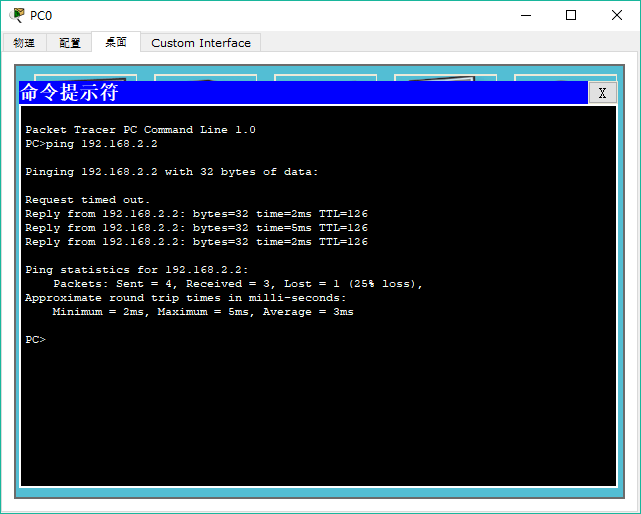 PC0
物理 配置 桌面 Custom Interface
命令提示符 X
Packet Tracer PC Command Line 1.0
PC>ping 192.168.2.2
Pinging 192.168.2.2 with 32 bytes of data:
Request timed out.
Reply from 192.168.2.2: bytes=32 time=2ms TTL=126
Reply from 192.168.2.2: bytes=32 time=5ms TTL=126
Reply from 192.168.2.2: bytes=32 time=2ms TTL=126
Ping statistics for 192.168.2.2:
Packets: Sent = 4, Received = 3, Lost = 1 (25% loss),
Approximate round trip times in milli-seconds:
Minimum = 2ms, Maximum = 5ms, Average = 3ms
PC>